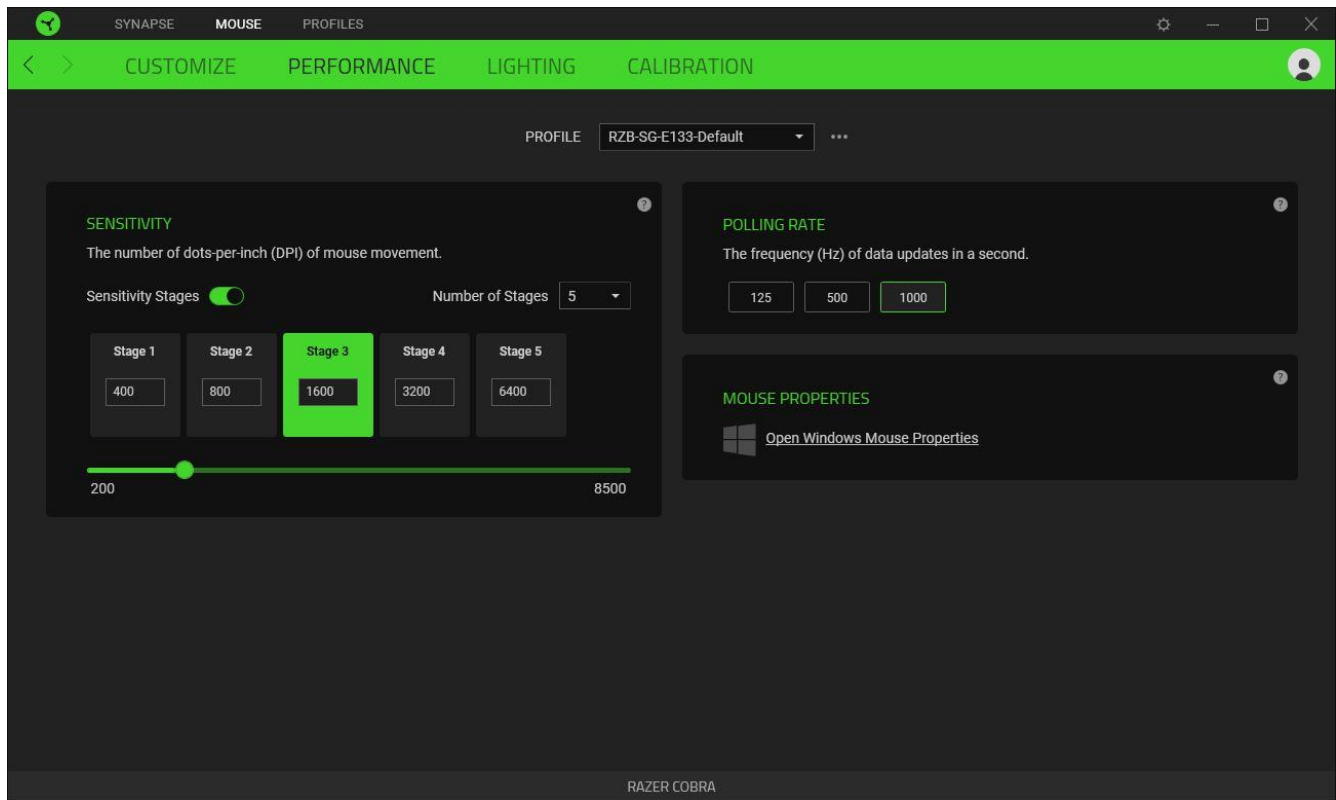 SYNAPSE MOUSE PROFILES
CUSTOMIZE PERFORMANCE LIGHTING CALIBRATION
PROFILE RZB-SG-E133-Default
SENSITIVITY
The number of dots-per-inch (DPI) of mouse movement.
Sensitivity Stages Number of Stages 5
Stage 1 Stage 2 Stage 3 Stage 4 Stage 5
400 800 1600 3200 6400
200 8500
POLLING RATE
The frequency (Hz) of data updates in a second.
125 500 1000
MOUSE PROPERTIES
Open Windows Mouse Properties
RAZER COBRA